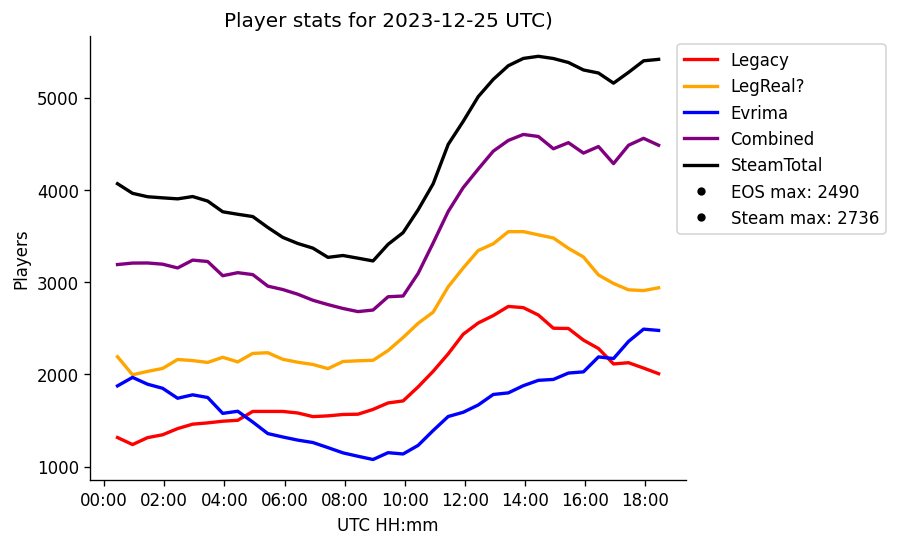 Player stats for 2023-12-25 UTC)
Legacy
LegReal?
Evrima
Combined
SteamTotal
EOS max: 2490
Steam max: 2736
Players
5000
4000
3000
2000
1000
00:00 02:00 04:00 06:00 08:00 10:00 12:00 14:00 16:00 18:00
UTC HH:mm